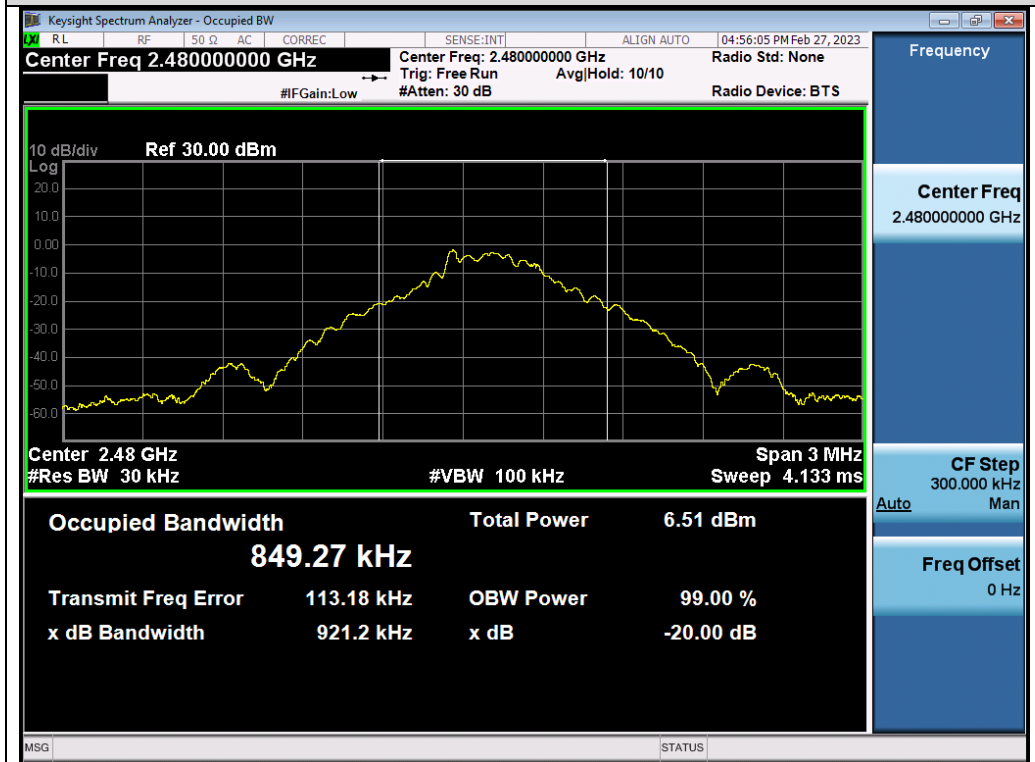 Keysight Spectrum Analyzer - Occupied BW
LXI RL RF 50 Ω AC CORREC SENSE:INT ALIGN AUTO 04:56:05 PM Feb 27, 2023
Center Freq 2.480000000 GHz
Center Freq: 2.480000000 GHz Radio Std: None
Trig: Free Run Avg|Hold: 10/10
#IFGain:Low #Atten: 30 dB Radio Device: BTS
10 dB/div Ref 30.00 dBm
Log
20.0
10.0
0.00
-10.0
-20.0
-30.0
-40.0
-50.0
-60.0
Center 2.48 GHz Span 3 MHz
#Res BW 30 kHz #VBW 100 kHz Sweep 4.133 ms
Occupied Bandwidth Total Power 6.51 dBm
849.27 kHz
Transmit Freq Error 113.18 kHz OBW Power 99.00 %
x dB Bandwidth 921.2 kHz x dB -20.00 dB
Frequency
Center Freq
2.480000000 GHz
CF Step
300.000 kHz
Auto Man
Freq Offset
0 Hz
MSG STATUS